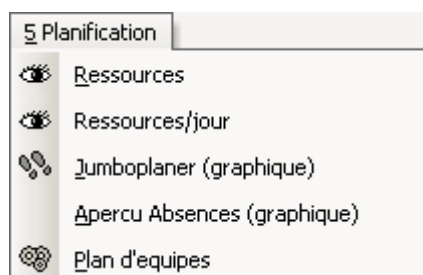 5 Planification
Ressources
Ressources/jour
Jumboplaner (graphique)
Apercu Absences (graphique)
Plan d'equipes